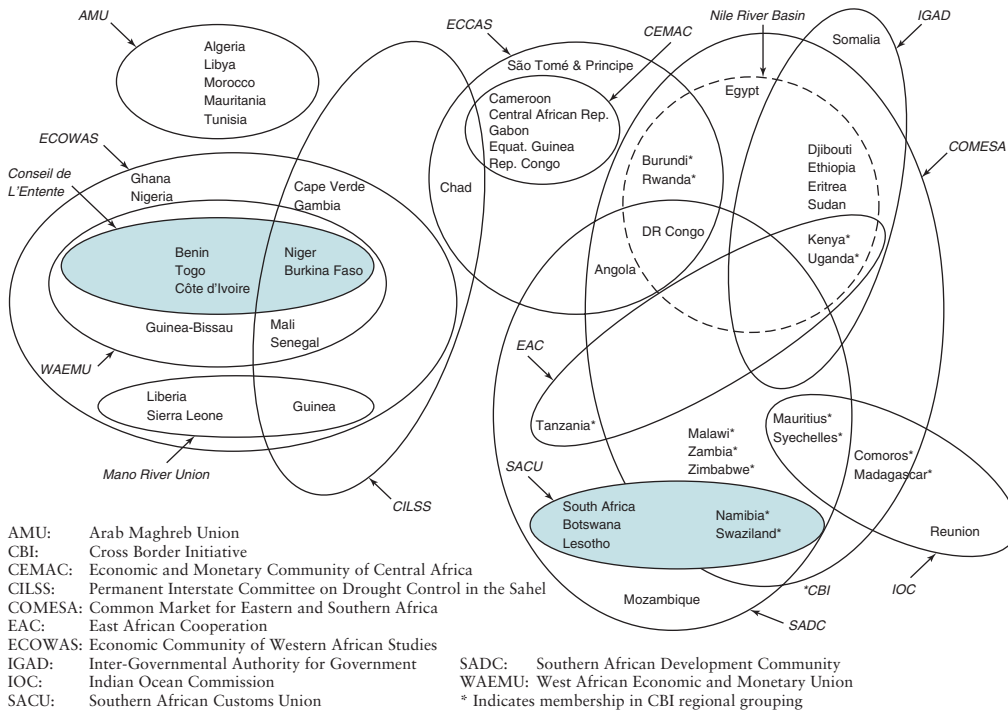 AMU
Algeria
Libya
Morocco
Mauritania
Tunisia
ECOWAS
Conseil de
L'Entente
Ghana
Nigeria
Cape Verde
Gambia
Benin
Togo
Côte d'Ivoire
Niger
Burkina Faso
Guinea-Bissau
Mali
Senegal
WAEMU
Liberia
Sierra Leone
Guinea
Mano River Union
CILSS
ECCAS
CEMAC
São Tomé & Principe
Cameroon
Central African Rep.
Gabon
Equat. Guinea
Rep. Congo
Chad
Nile River Basin
IGAD
Somalia
Egypt
COMESA
Burundi*
Rwanda*
Djibouti
Ethiopia
Eritrea
Sudan
DR Congo
Kenya*
Uganda*
Angola
EAC
Tanzania*
Malawi*
Zambia*
Zimbabwe*
Mauritius*
Syechelles*
Comoros*
Madagascar*
SACU
South Africa
Botswana
Lesotho
Namibia*
Swaziland*
Reunion
*CBI
IOC
Mozambique
SADC
AMU: Arab Maghreb Union
CBI: Cross Border Initiative
CEMAC: Economic and Monetary Community of Central Africa
CILSS: Permanent Interstate Committee on Drought Control in the Sahel
COMESA: Common Market for Eastern and Southern Africa
EAC: East African Cooperation
ECOWAS: Economic Community of Western African Studies
IGAD: Inter-Governmental Authority for Government
IOC: Indian Ocean Commission
SACU: Southern African Customs Union
SADC: Southern African Development Community
WAEMU: West African Economic and Monetary Union
* Indicates membership in CBI regional grouping